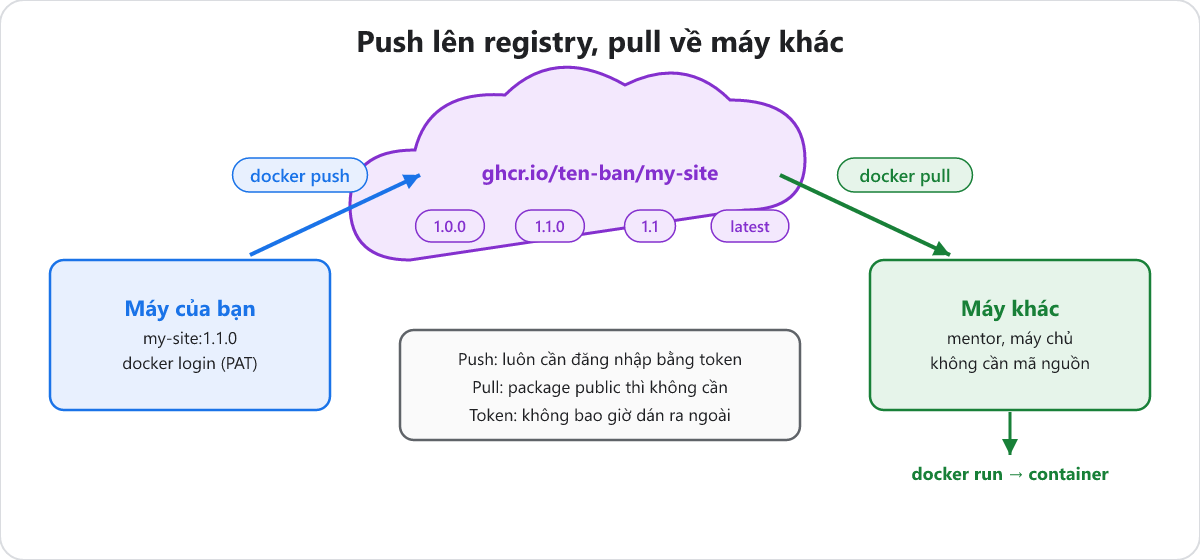 Push lên registry, pull về máy khác
docker push
ghcr.io/ten-ban/my-site
docker pull
1.0.0
1.1.0
1.1
latest
Máy của bạn
my-site:1.1.0
docker login (PAT)
Push: luôn cần đăng nhập bằng token
Pull: package public thì không cần
Token: không bao giờ dán ra ngoài
Máy khác
mentor, máy chủ
không cần mã nguồn
docker run → container